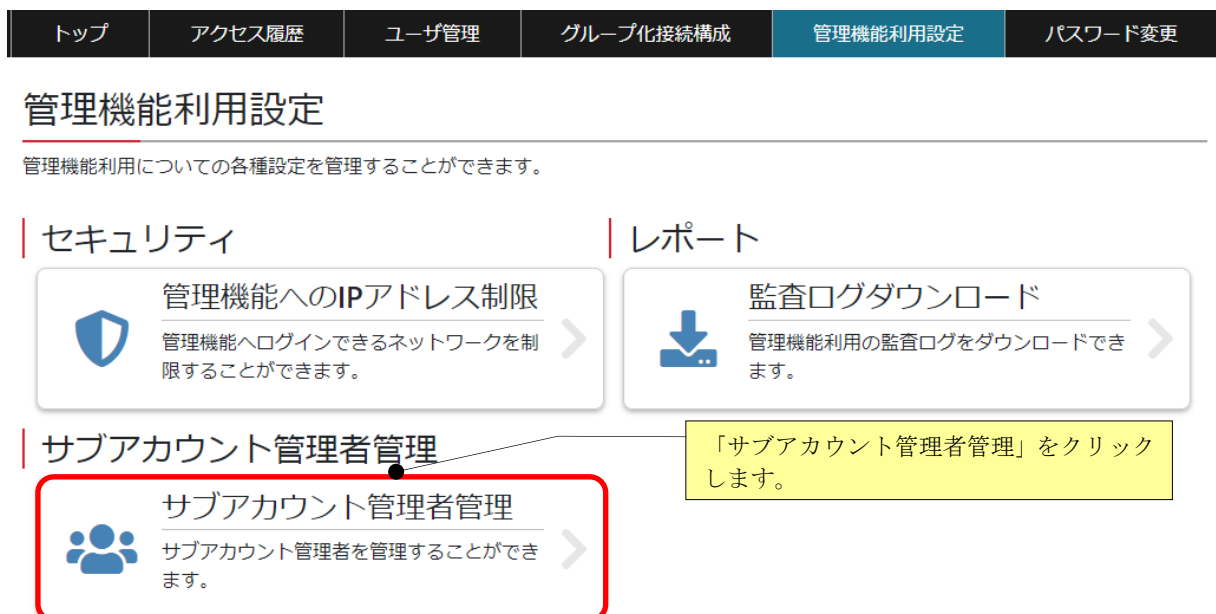 トップ アクセス履歴 ユーザ管理 グループ化接続構成 管理機能利用設定 パスワード変更
管理機能利用設定
管理機能利用についての各種設定を管理することができます。
セキュリティ
管理機能へのIPアドレス制限
管理機能へログインできるネットワークを制
限することができます。
レポート
監査ログダウンロード
管理機能利用の監査ログをダウンロードでき
ます。
サブアカウント管理者管理
「サブアカウント管理者管理」をクリック
します。
サブアカウント管理者管理
サブアカウント管理者を管理することができ
ます。